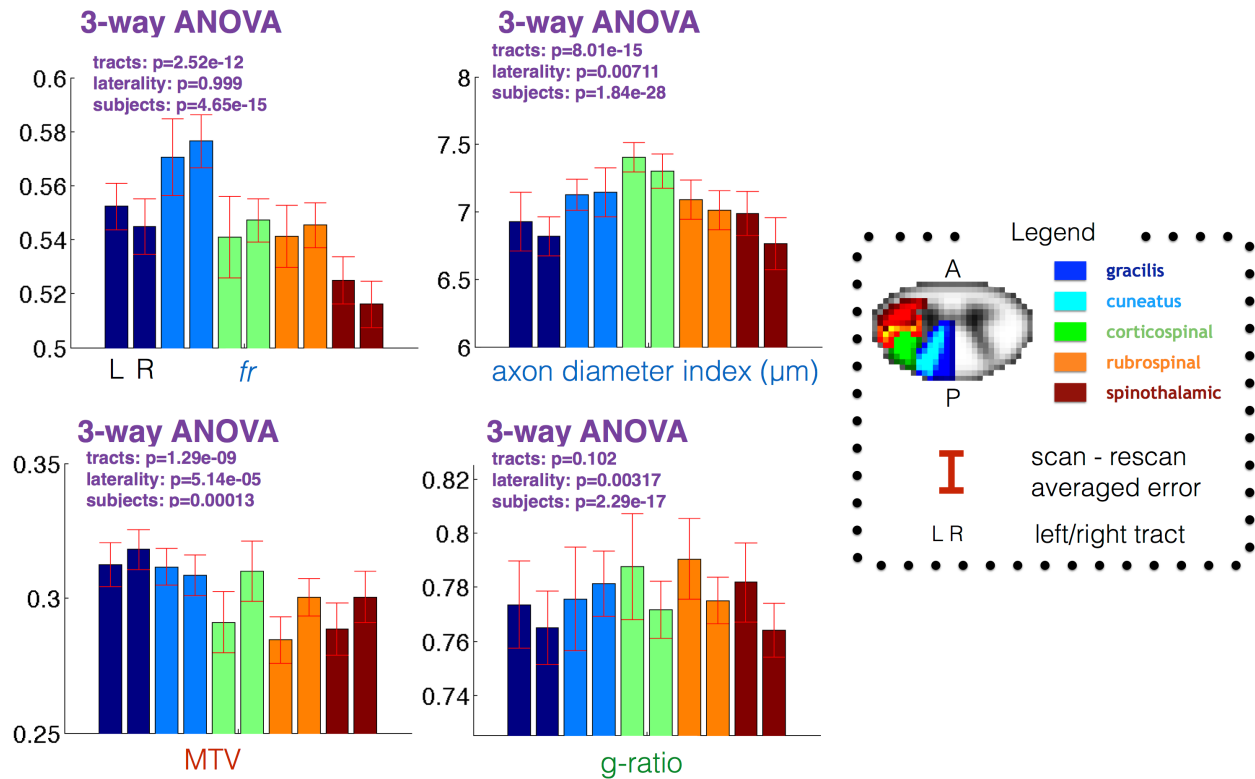 3-way ANOVA
tracts: p=2.52e-12
laterality: p=0.999
subjects: p=4.65e-15
0.6
0.58
0.56
0.54
0.52
0.5
L R
fr
3-way ANOVA
tracts: p=8.01e-15
laterality: p=0.00711
subjects: p=1.84e-28
8
7.5
7
6.5
6
axon diameter index (µm)
3-way ANOVA
tracts: p=1.29e-09
laterality: p=5.14e-05
subjects: p=0.00013
0.35
0.3
0.25
MTV
3-way ANOVA
tracts: p=0.102
laterality: p=0.00317
subjects: p=2.29e-17
0.82
0.8
0.78
0.76
0.74
g-ratio
Legend
A
P
gracilis
cuneatus
corticospinal
rubrospinal
spinothalamic
scan - rescan
averaged error
L R left/right tract